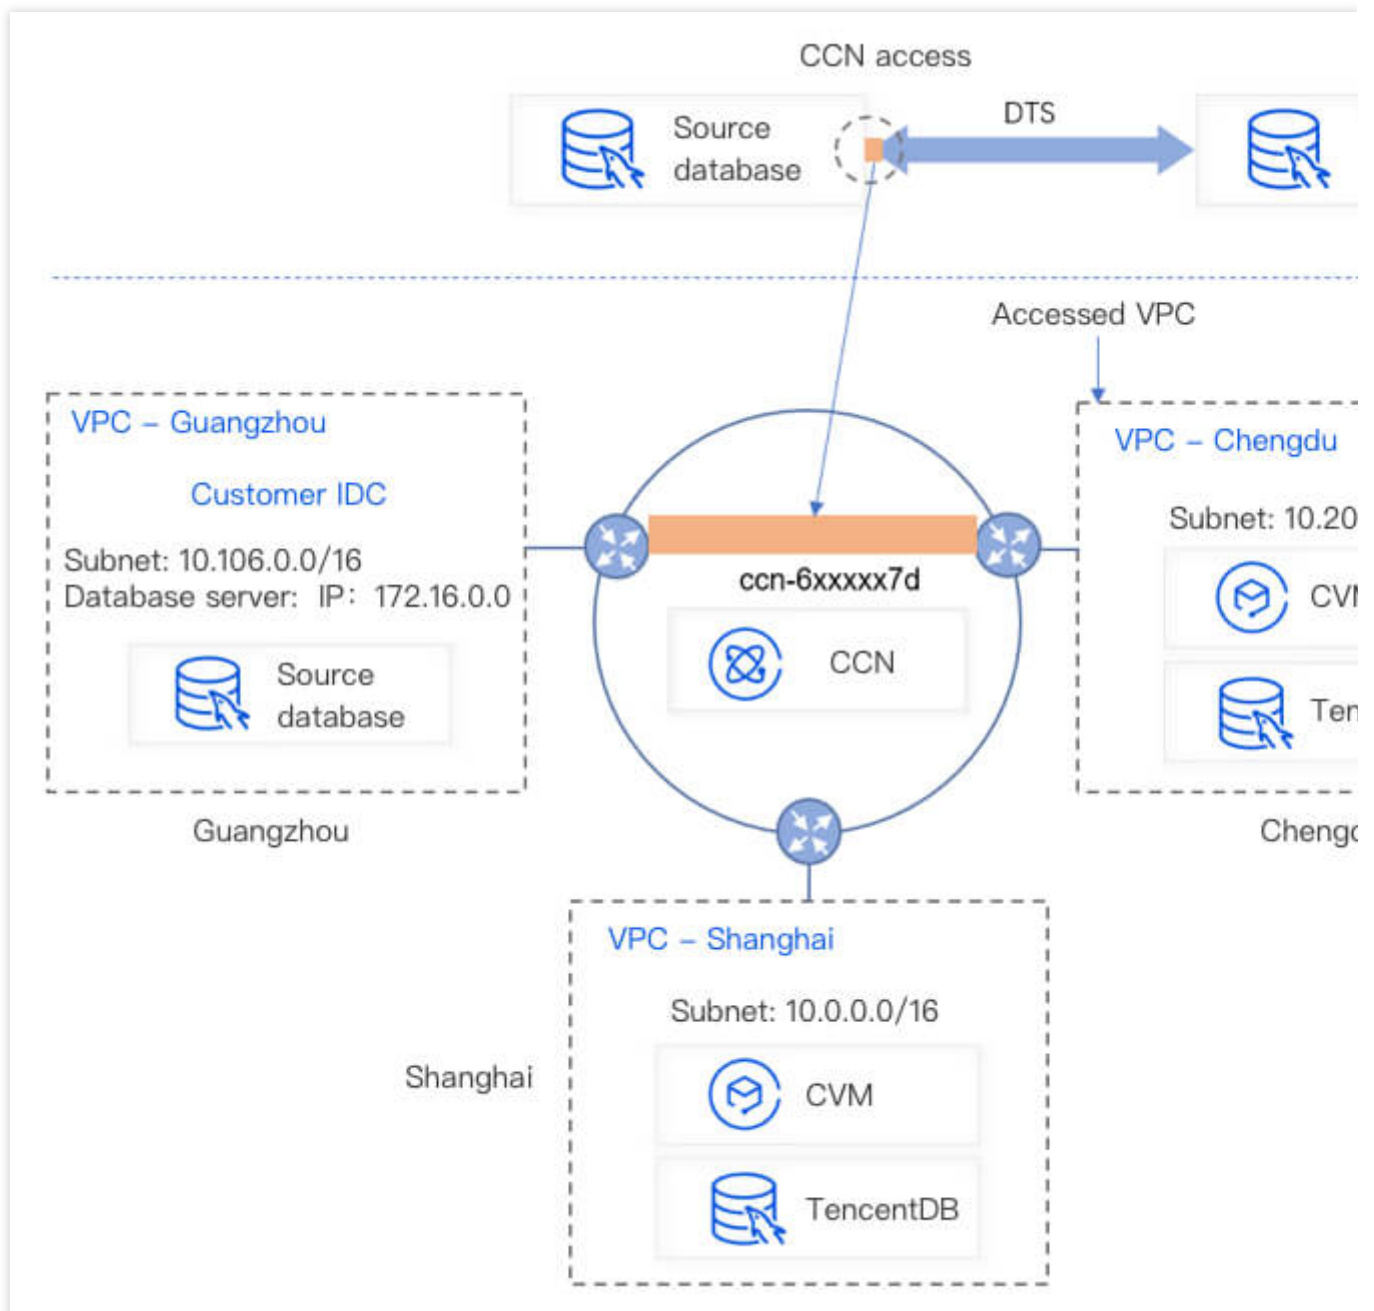 CCN access
Source
database
DTS
Accessed VPC
VPC – Guangzhou
Customer IDC
Subnet: 10.106.0.0/16
Database server: IP: 172.16.0.0
Source
database
Guangzhou
ccn-6xxxxx7d
CCN
VPC – Chengdu
Subnet: 10.20
VPC – Shanghai
Subnet: 10.0.0.0/16
CVM
TencentDB
Shanghai